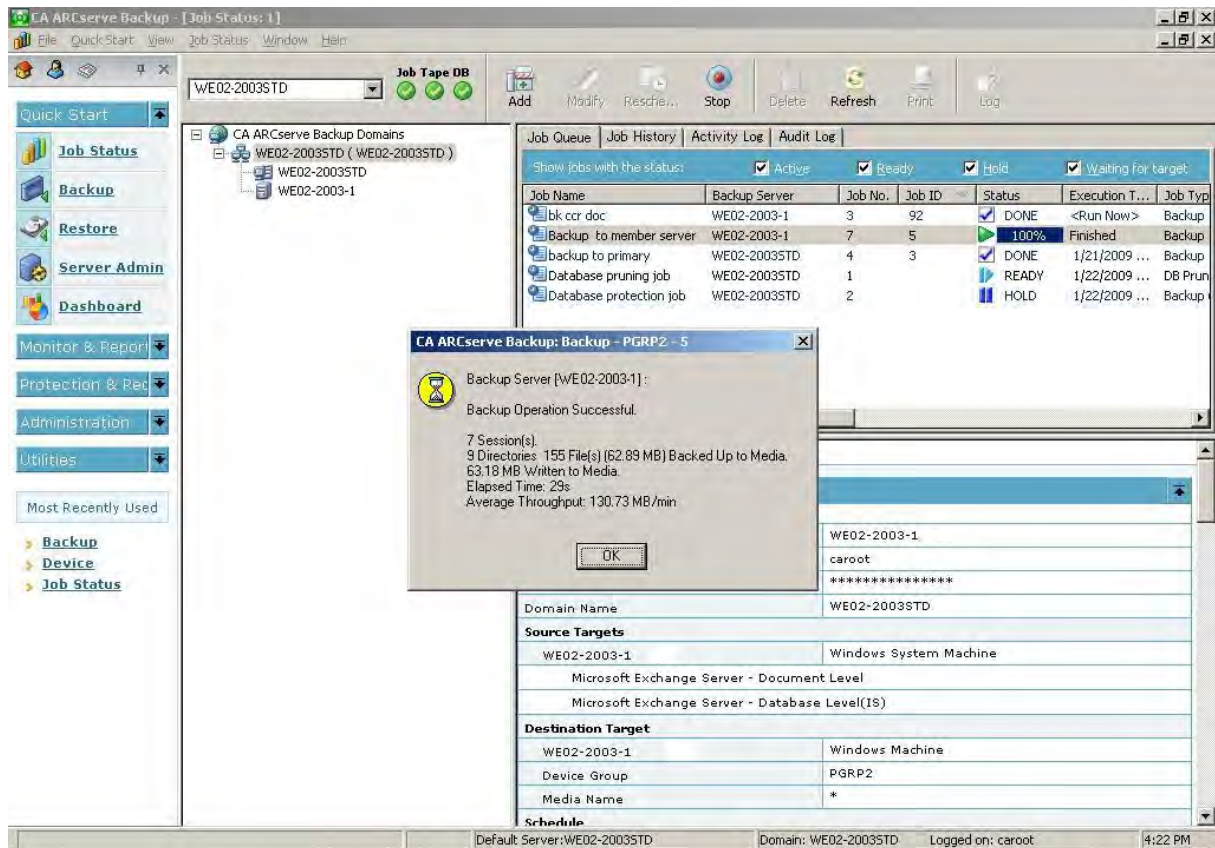 CA ARCserve Backup - [Job Status: 1]
File Quick Start View Job Status Window Help
WE02-2003STD
Job Tape DB
Add Modify Resche... Stop Delete Refresh Print Log
Quick Start
Job Status
Backup
Restore
Server Admin
Dashboard
Monitor & Report
Protection & Rec
Administration
Utilities
Most Recently Used
Backup
Device
Job Status
CA ARCserve Backup Domains
WE02-2003STD ( WE02-2003STD )
WE02-2003STD
WE02-2003-1
Job Queue Job History Activity Log Audit Log
Show jobs with the status: Active Ready Hold Waiting for target
Job Name Backup Server Job No. Job ID Status Execution T... Job Typ
bk ccr doc WE02-2003-1 3 92 DONE <Run Now> Backup
Backup to member server WE02-2003-1 7 5 100% Finished Backup
backup to primary WE02-2003STD 4 3 DONE 1/21/2009 ... Backup
Database pruning job WE02-2003STD 1 READY 1/22/2009 ... DB Prun
Database protection job WE02-2003STD 2 HOLD 1/22/2009 ... Backup
CA ARCserve Backup: Backup - PGRP2 - 5
Backup Server [WE02-2003-1] :
Backup Operation Successful.
7 Session(s).
9 Directories 155 File(s) (62.89 MB) Backed Up to Media.
63.18 MB Written to Media.
Elapsed Time: 29s
Average Throughput: 130.73 MB/min
OK
WE02-2003-1
caroot
***************
Domain Name WE02-2003STD
Source Targets
WE02-2003-1 Windows System Machine
Microsoft Exchange Server - Document Level
Microsoft Exchange Server - Database Level(IS)
Destination Target
WE02-2003-1 Windows Machine
Device Group PGRP2
Media Name *
Schedule
Default Server:WE02-2003STD Domain: WE02-2003STD Logged on: caroot 4:22 PM